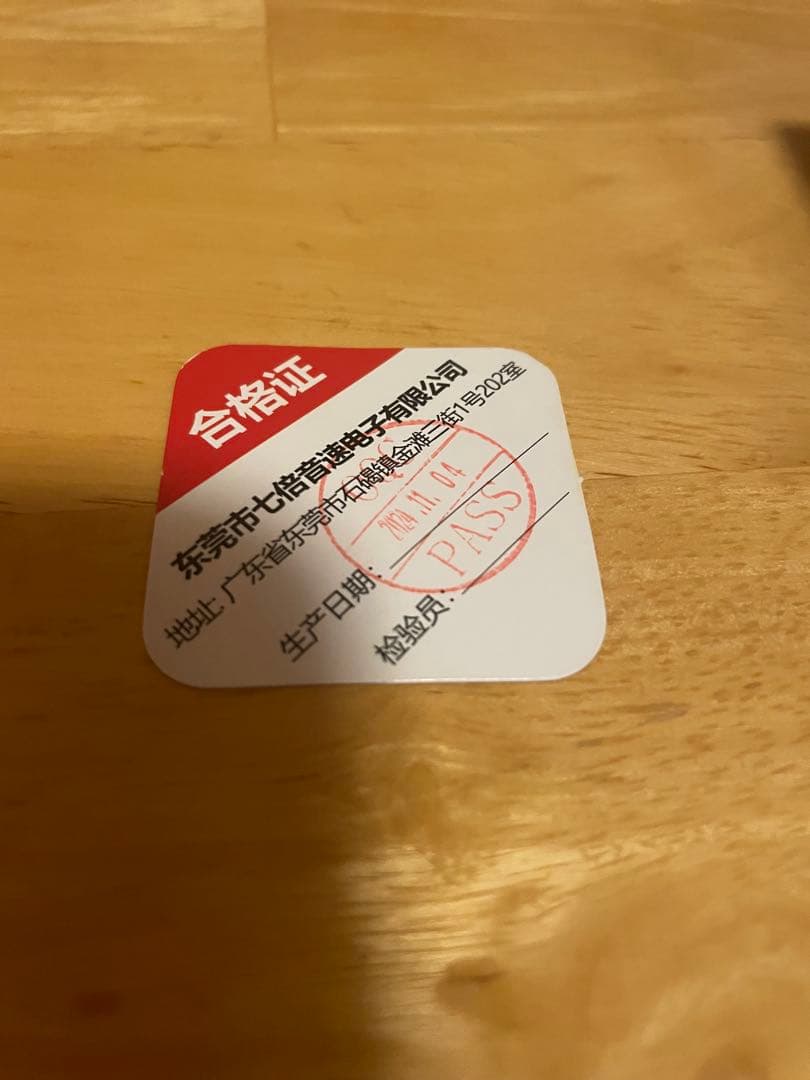 合格证
东莞市七倍音速电子有限公司
地址: 广东省东莞市石碣镇金滩三街1号202室
生产日期:
检验员:
2024.11.04
PASS